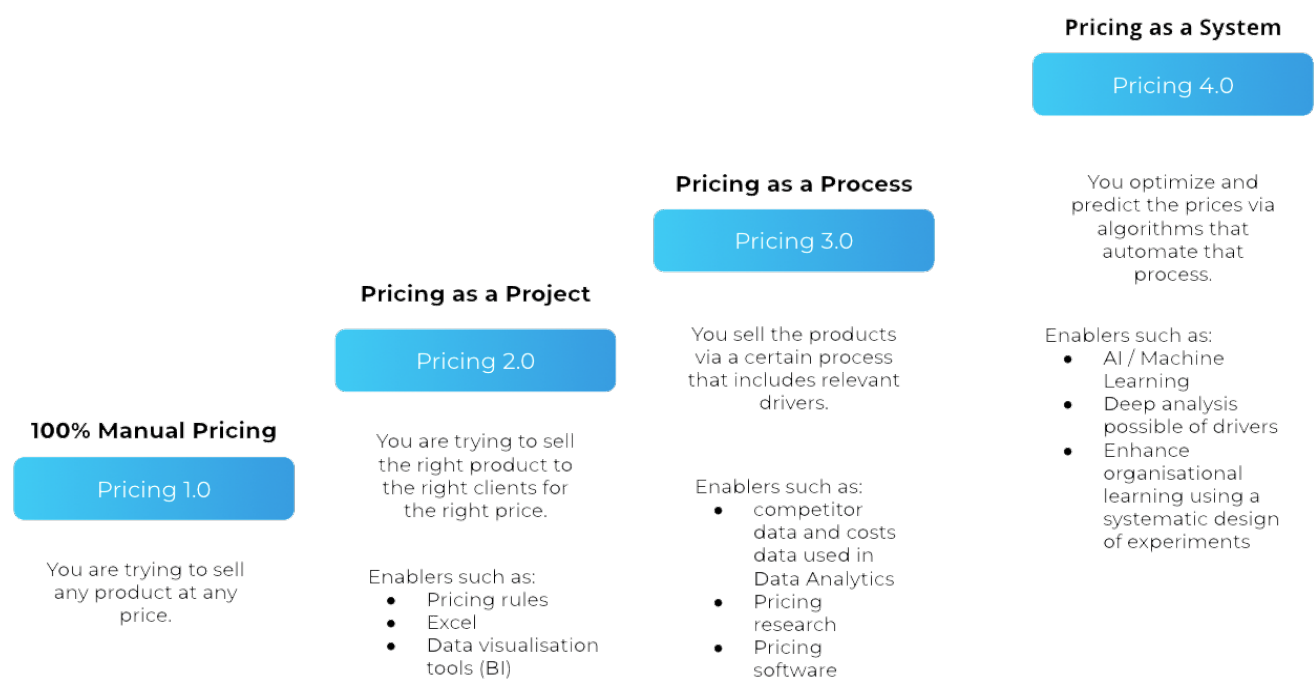 Pricing as a System
Pricing 4.0
You optimize and
predict the prices via
algorithms that
automate that
process.
Enablers such as:
● AI / Machine
Learning
● Deep analysis
possible of drivers
● Enhance
organisational
learning using a
systematic design
of experiments
Pricing as a Process
Pricing 3.0
You sell the products
via a certain process
that includes relevant
drivers.
Enablers such as:
● competitor
data and costs
data used in
Data Analytics
● Pricing
research
● Pricing
software
Pricing as a Project
Pricing 2.0
You are trying to sell
the right product to
the right clients for
the right price.
Enablers such as:
● Pricing rules
● Excel
● Data visualisation
tools (BI)
100% Manual Pricing
Pricing 1.0
You are trying to sell
any product at any
price.